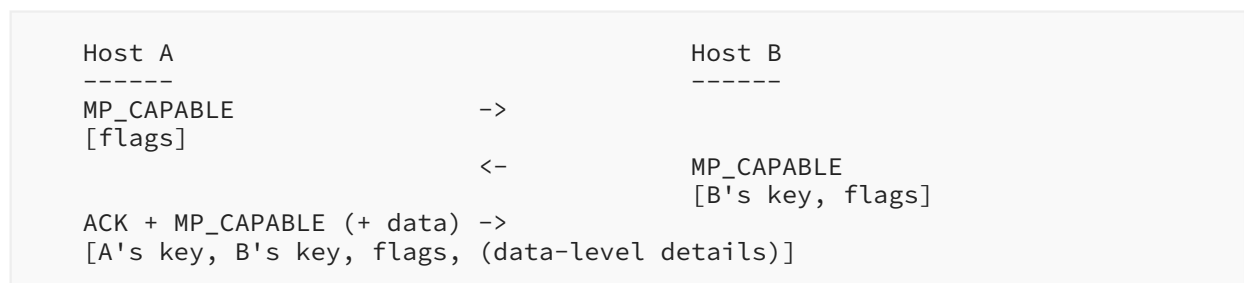 Host A                                  Host B
------                                  ------
MP_CAPABLE                ->
[flags]
                          <-            MP_CAPABLE
                                        [B's key, flags]
ACK + MP_CAPABLE (+ data) ->
[A's key, B's key, flags, (data-level details)]